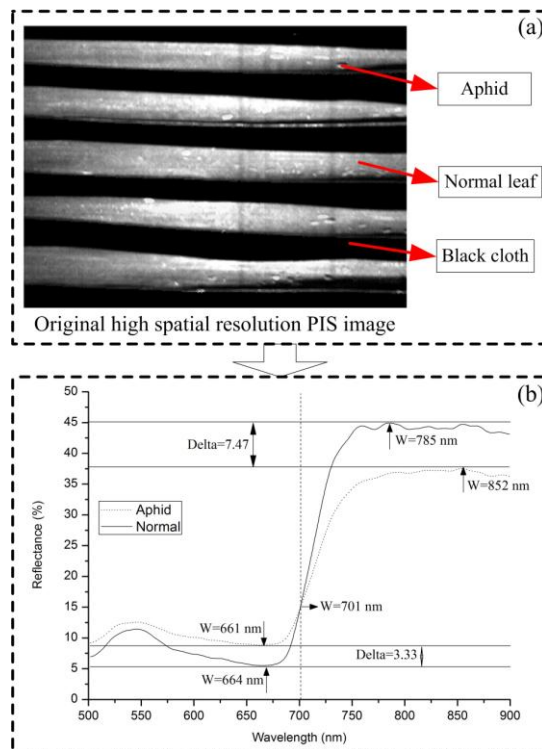 (a)
Aphid
Normal leaf
Black cloth
Original high spatial resolution PIS image
(b)
50
45
40
35
30
25
20
15
10
5
0
Reflectance (%)
Delta=7.47
W=785 nm
W=852 nm
Aphid
Normal
W=701 nm
W=661 nm
Delta=3.33
W=664 nm
500 550 600 650 700 750 800 850 900
Wavelength (nm)